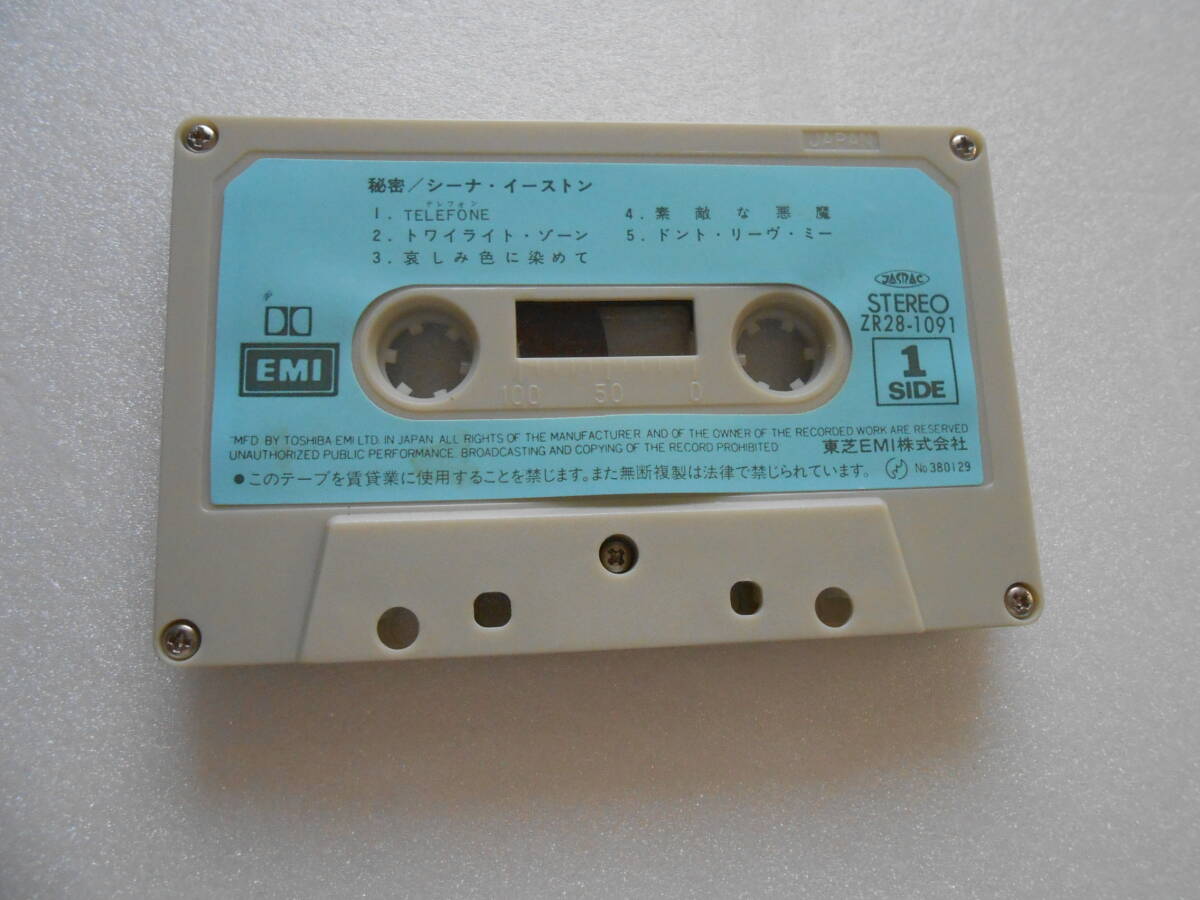 JAPAN
秘密/シーナ・イーストン
テレフォン
1. TELEFONE
2. トワイライト・ゾーン
3. 哀しみ色に染めて
4. 素敵な悪魔
5. ドント・リーヴ・ミー
JASRAC
STEREO
ZR28-1091
EMI
1
SIDE
100 50 0
MFD BY TOSHIBA EMI LTD. IN JAPAN ALL RIGHTS OF THE MANUFACTURER AND OF THE OWNER OF THE RECORDED WORK ARE RESERVED
UNAUTHORIZED PUBLIC PERFORMANCE. BROADCASTING AND COPYING OF THE RECORD PROHIBITED 東芝EMI株式会社
●このテープを賃貸業に使用することを禁じます。また無断複製は法律で禁じられています。 No380129